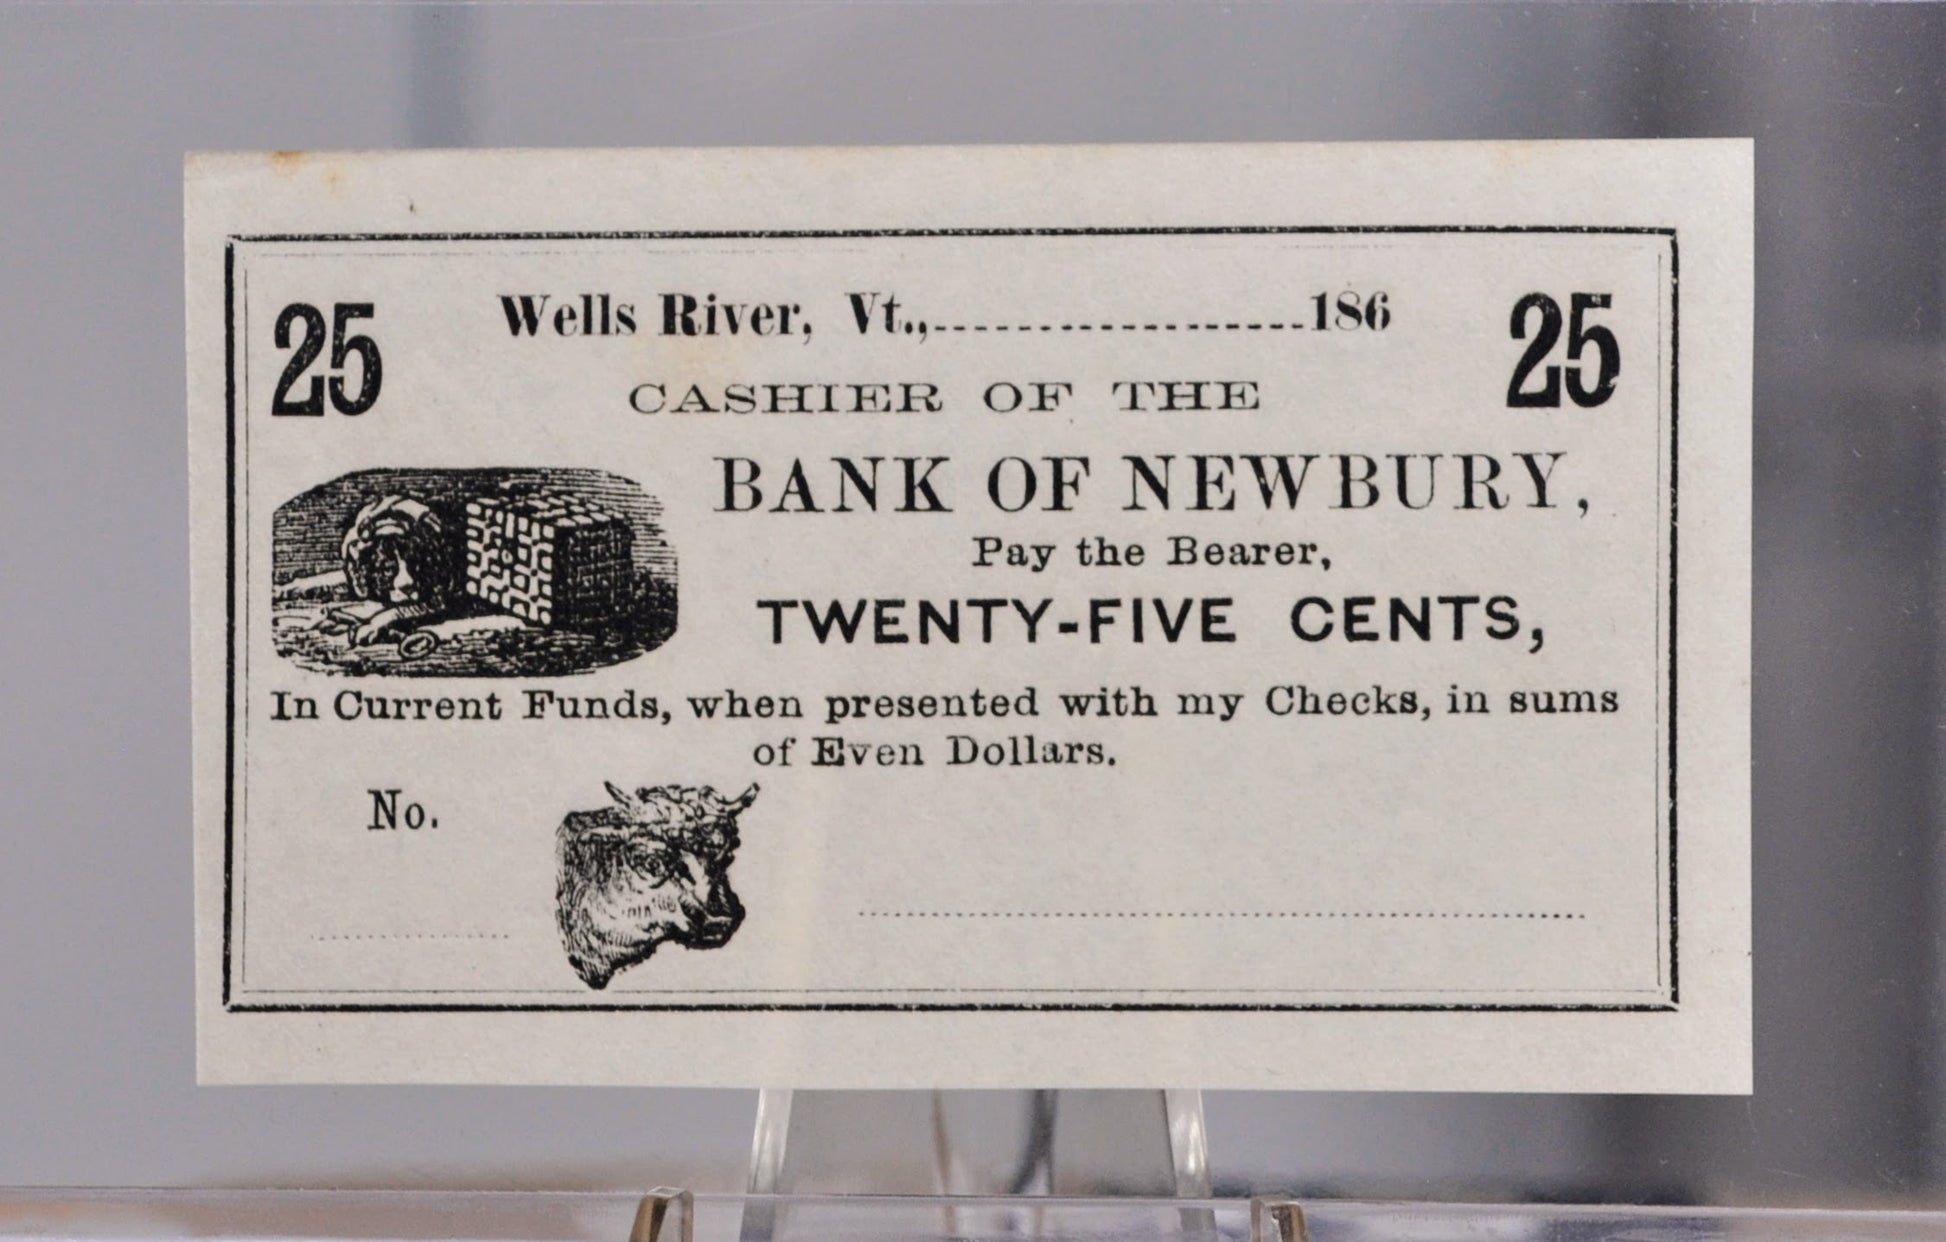 25 Wells River, Vt.,...................186 25
CASHIER OF THE
BANK OF NEWBURY,
Pay the Bearer,
TWENTY-FIVE CENTS,
In Current Funds, when presented with my Checks, in sums
of Even Dollars.
No.